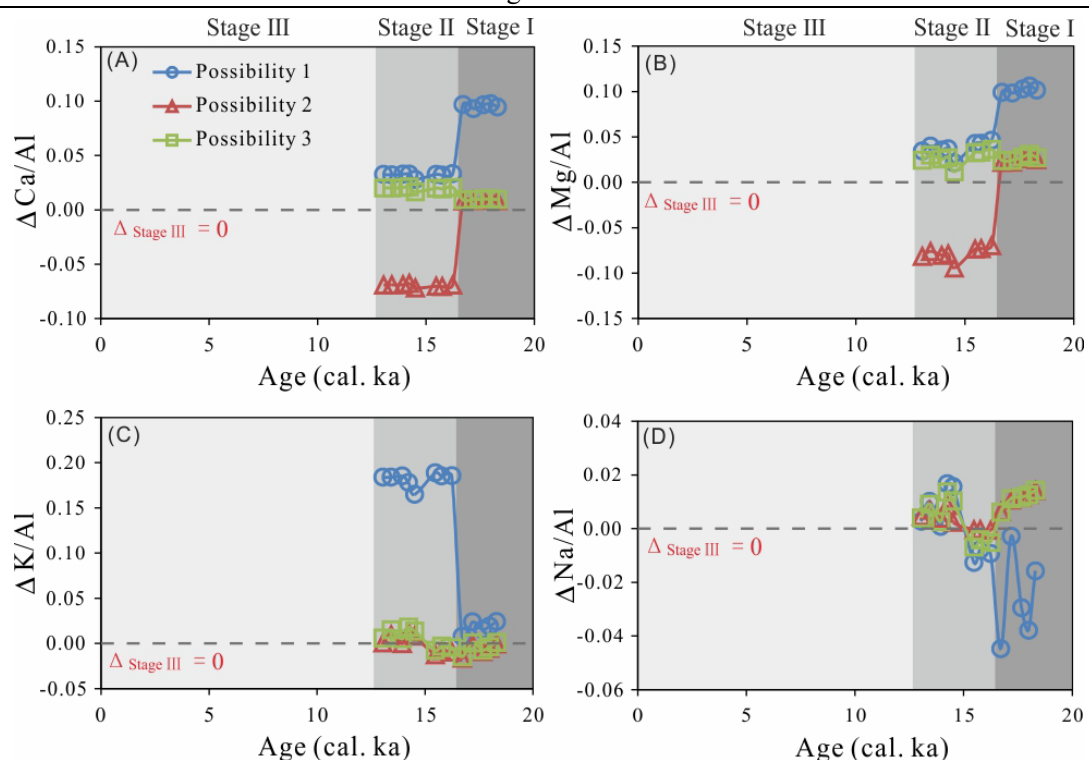 Stage III Stage II Stage I
(A)
Possibility 1
Possibility 2
Possibility 3
Δ Stage III = 0
0.15
0.10
0.05
0.00
-0.05
-0.10
ΔCa/Al
0 5 10 15 20
Age (cal. ka)
Stage III Stage II Stage I
(B)
Δ Stage III = 0
0.15
0.10
0.05
0.00
-0.05
-0.10
-0.15
ΔMg/Al
0 5 10 15 20
Age (cal. ka)
(C)
Δ Stage III = 0
0.25
0.20
0.15
0.10
0.05
0.00
-0.05
ΔK/Al
0 5 10 15 20
Age (cal. ka)
(D)
Δ Stage III = 0
0.04
0.02
0.00
-0.02
-0.04
-0.06
ΔNa/Al
0 5 10 15 20
Age (cal. ka)